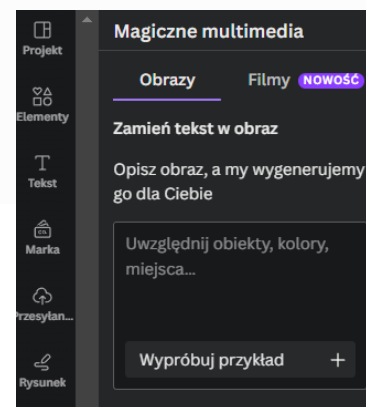 Projekt
Elementy
Tekst
Marka
Przesyłan...
Rysunek
Magiczne multimedia
Obrazy Filmy NOWOŚĆ
Zamień tekst w obraz
Opisz obraz, a my wygenerujemy
go dla Ciebie
Uwzględnij obiekty, kolory,
miejsca...
Wypróbuj przykład +